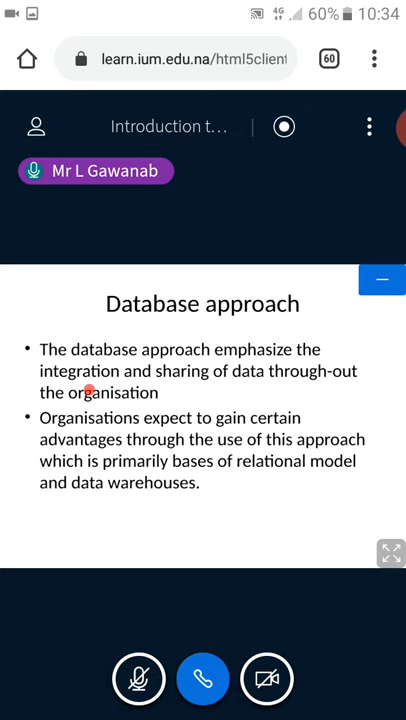 4G 60% 10:34
learn.ium.edu.na/html5client
60
Introduction t...
Mr L Gawanab
Database approach
• The database approach emphasize the
integration and sharing of data through-out
the organisation
• Organisations expect to gain certain
advantages through the use of this approach
which is primarily bases of relational model
and data warehouses.